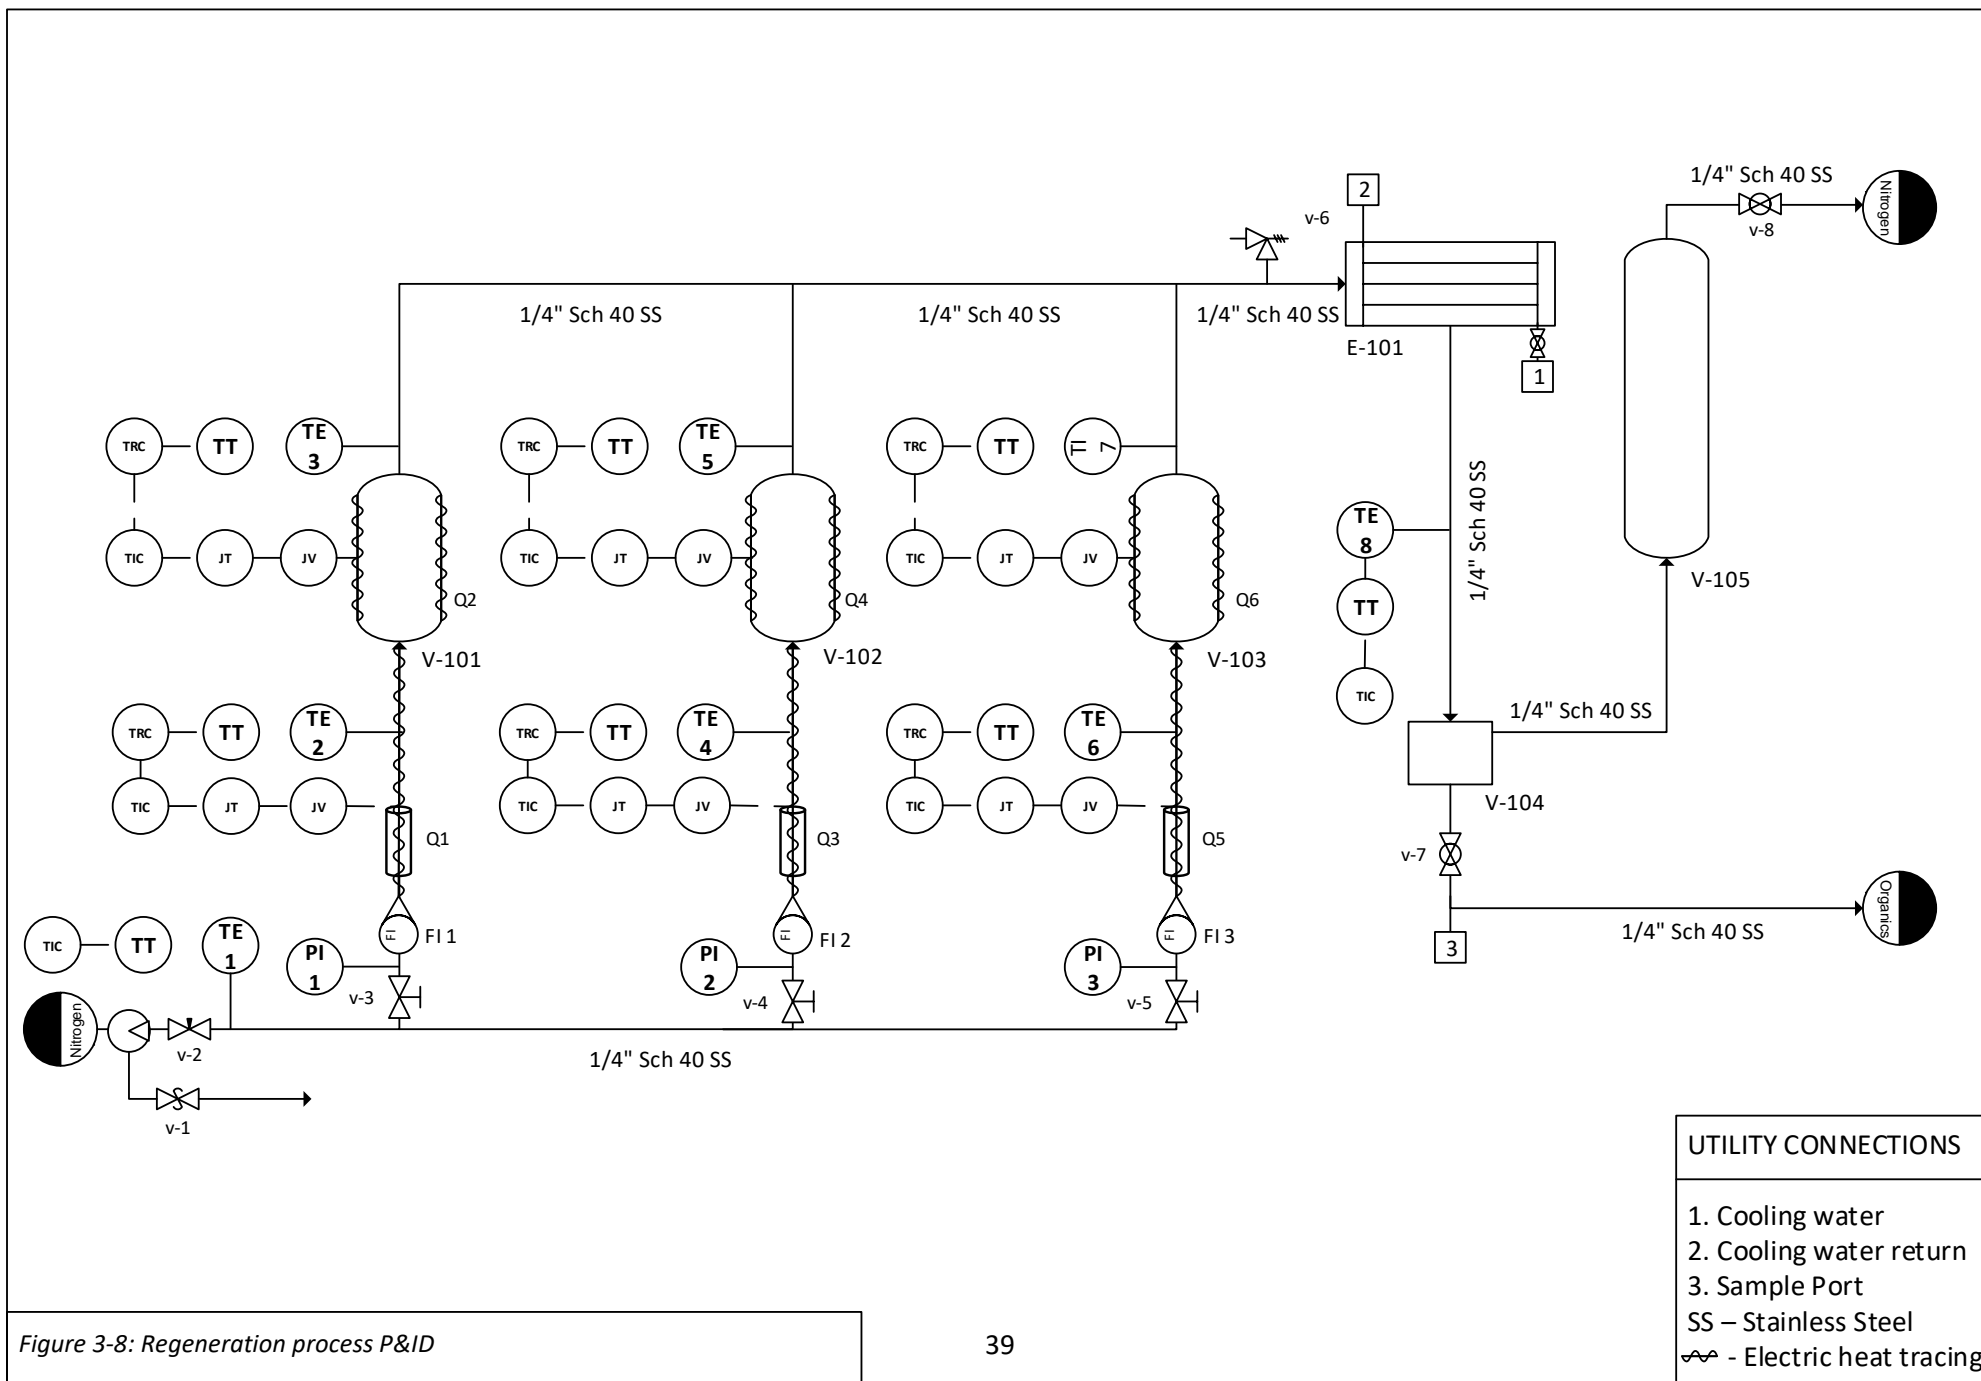 1/4" Sch 40 SS
Nitrogen
v-8
2
v-6
1/4" Sch 40 SS
1/4" Sch 40 SS
1/4" Sch 40 SS
E-101
1
TRC
TT
TE
3
TRC
TT
TE
5
TRC
TT
TI
7
1/4" Sch 40 SS
TE
8
TIC
JT
JV
Q2
TIC
JT
JV
Q4
TIC
JT
JV
Q6
V-105
TT
V-101
V-102
V-103
TIC
TRC
TT
TE
2
TRC
TT
TE
4
TRC
TT
TE
6
1/4" Sch 40 SS
TIC
JT
JV
Q1
TIC
JT
JV
Q3
TIC
JT
JV
Q5
V-104
v-7
TIC
TT
TE
1
FI
FI 1
FI
FI 2
FI
FI 3
Organics
1/4" Sch 40 SS
3
PI
1
v-3
PI
2
v-4
PI
3
v-5
Nitrogen
v-2
1/4" Sch 40 SS
v-1
UTILITY CONNECTIONS
1. Cooling water
2. Cooling water return
3. Sample Port
SS – Stainless Steel
- Electric heat tracing
Figure 3-8: Regeneration process P&ID
39